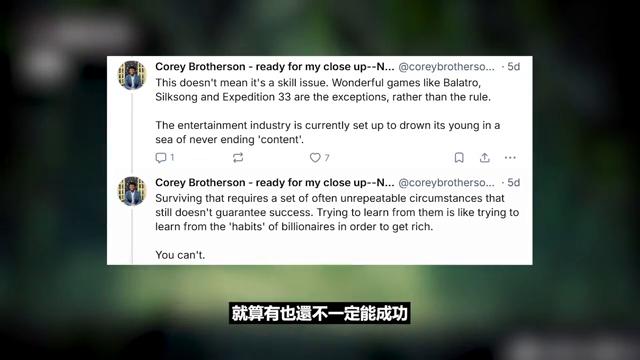 Corey Brotherson - ready for my close up--N... @coreybrotherso... · 5d
This doesn't mean it's a skill issue. Wonderful games like Balatro,
Silksong and Expedition 33 are the exceptions, rather than the rule.
The entertainment industry is currently set up to drown its young in a
sea of never ending 'content'.
1 7
Corey Brotherson - ready for my close up--N... @coreybrotherso... · 5d
Surviving that requires a set of often unrepeatable circumstances that
still doesn't guarantee success. Trying to learn from them is like trying to
learn from the 'habits' of billionaires in order to get rich.
You can't.
就算有也還不一定能成功